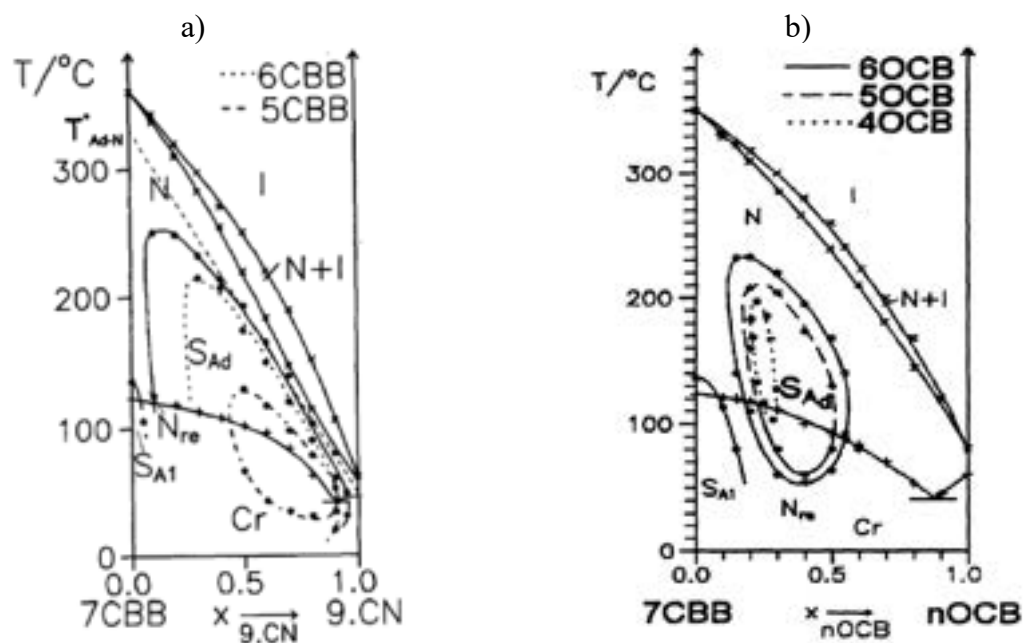 a)
T/°C
6CBB
5CBB
T*Ad-N
300
200
100
0
N
I
N+I
SAd
Nre
SA1
Cr
0.0
0.5
1.0
7CBB
x 9.CN
9.CN
b)
T/°C
6OCB
5OCB
4OCB
300
200
100
0
N
I
N+I
SAd
SA1
Nre
Cr
0.0
0.5
1.0
7CBB
x nOCB
nOCB